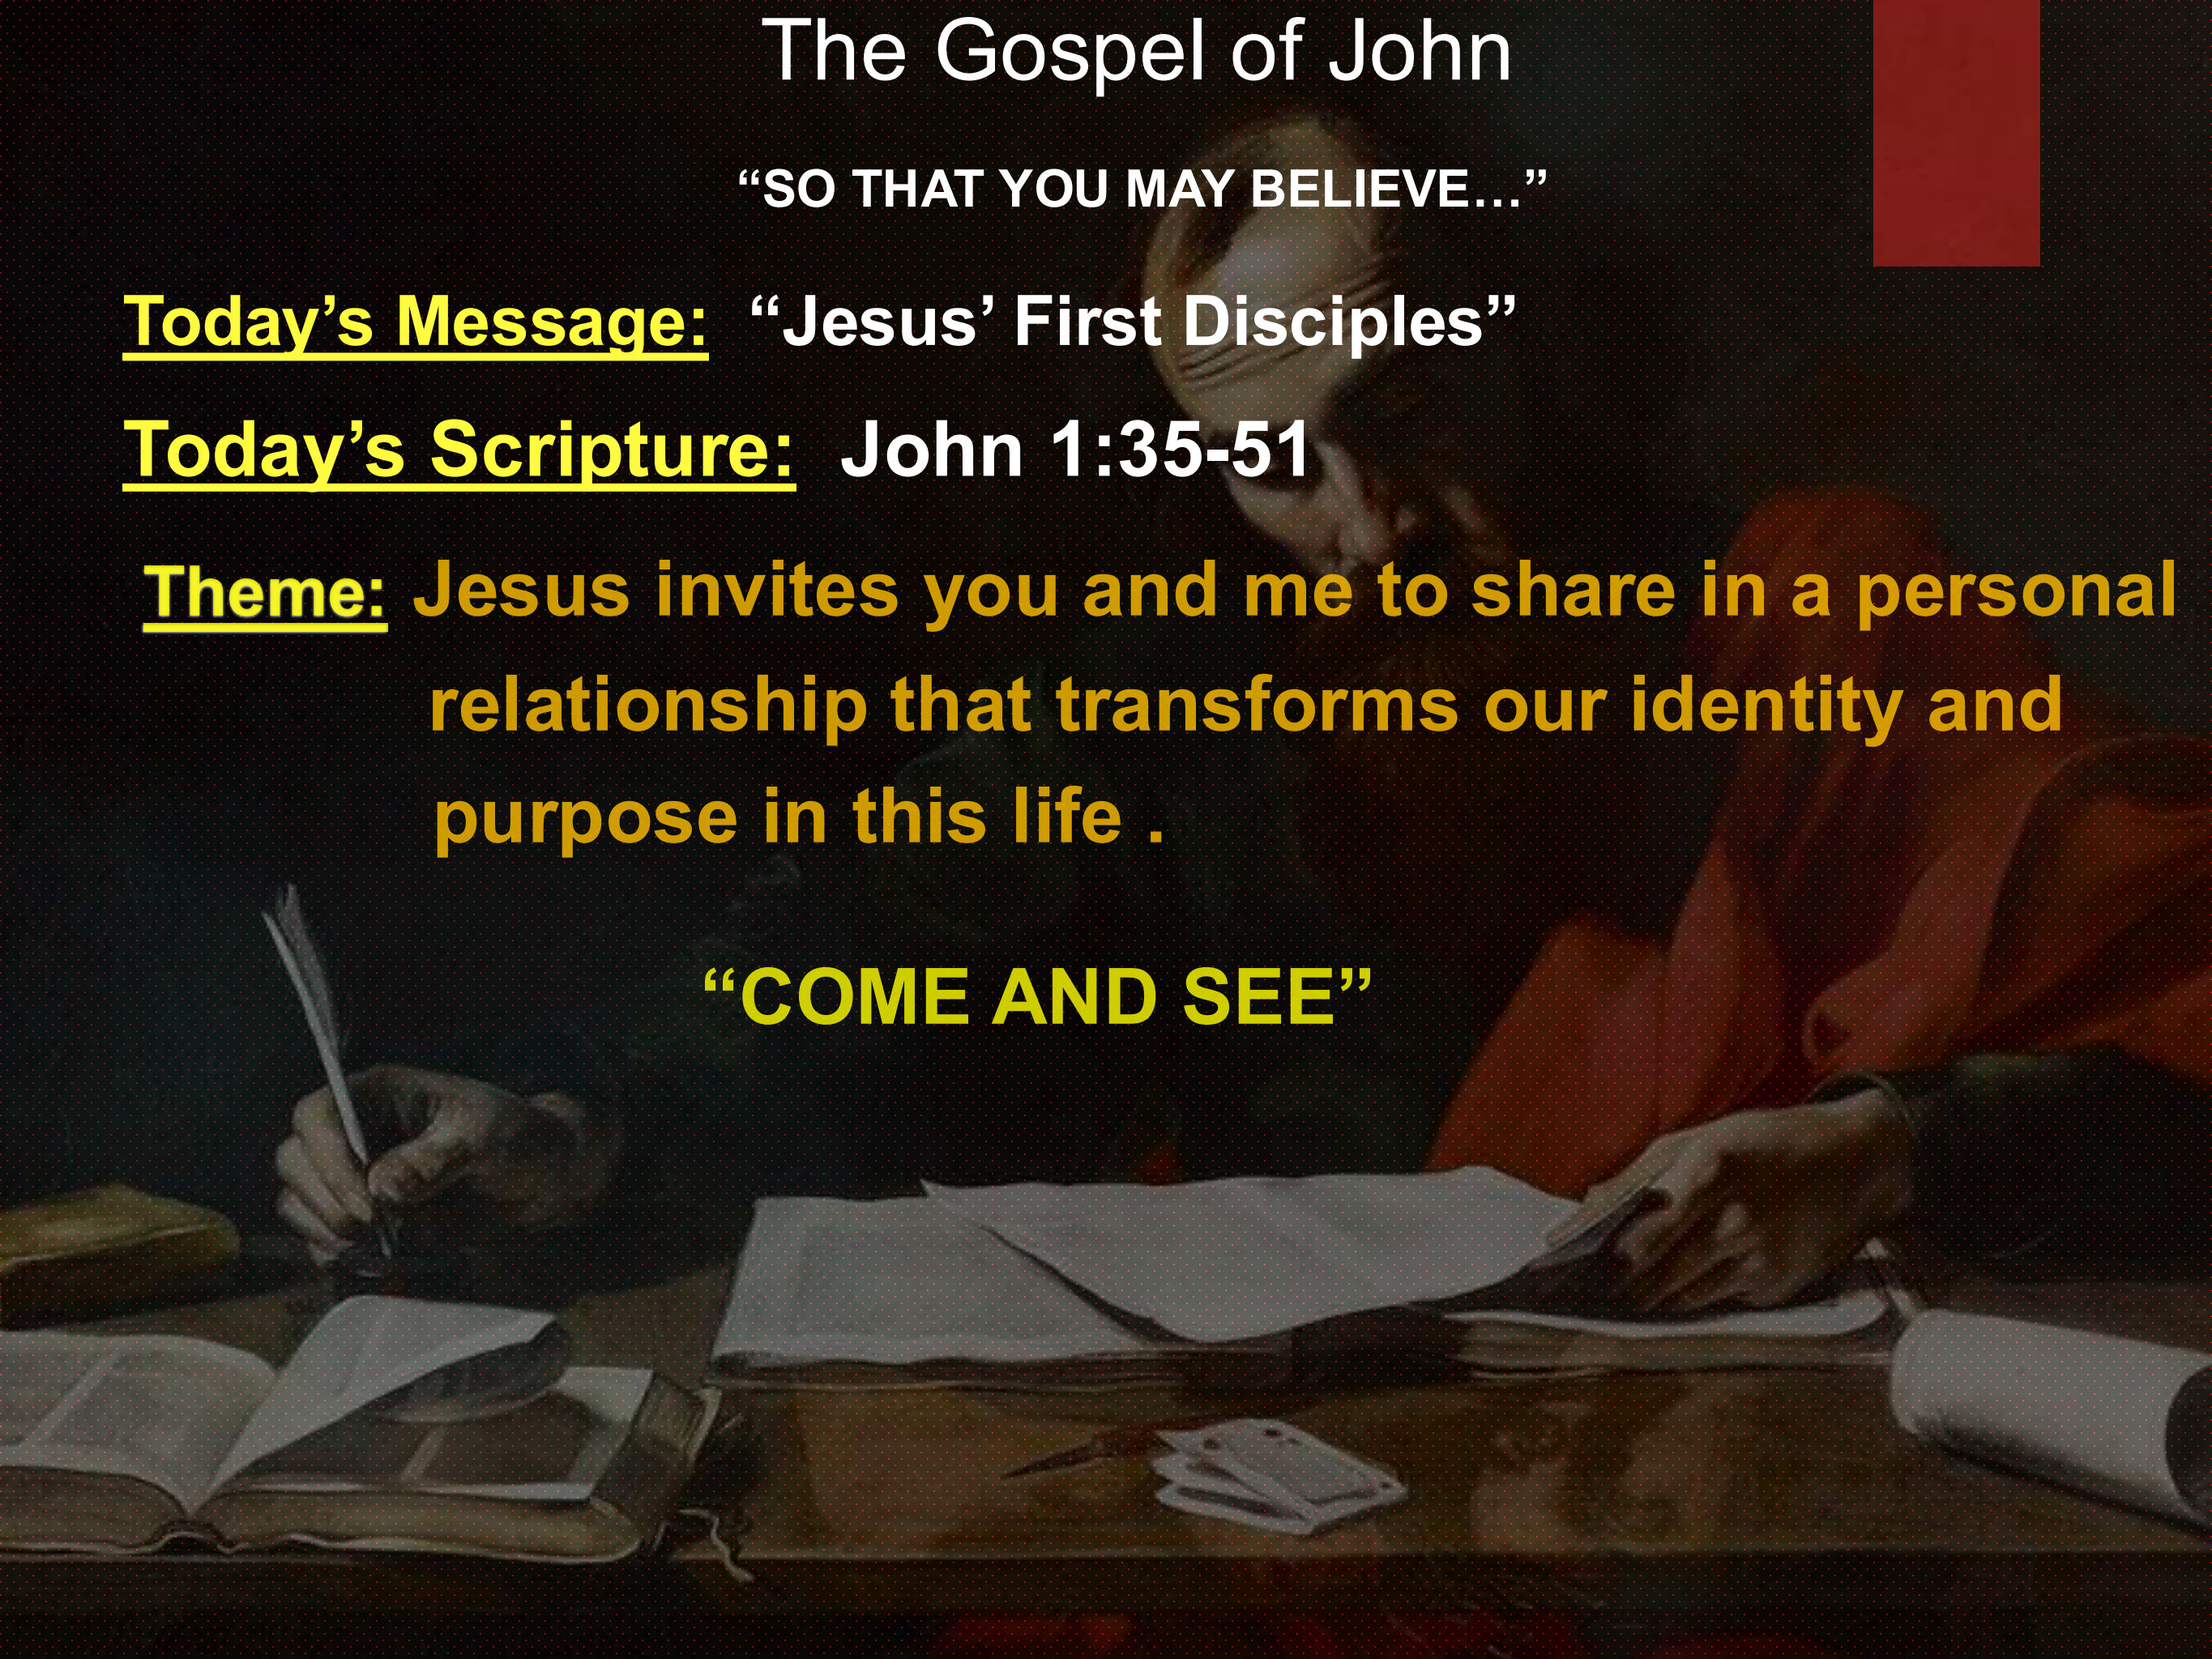 The Gospel of John
“SO THAT YOU MAY BELIEVE…”
Today’s Message: “Jesus’ First Disciples”
Today’s Scripture: John 1:35-51
Theme: Jesus invites you and me to share in a personal
relationship that transforms our identity and
purpose in this life .
“COME AND SEE”